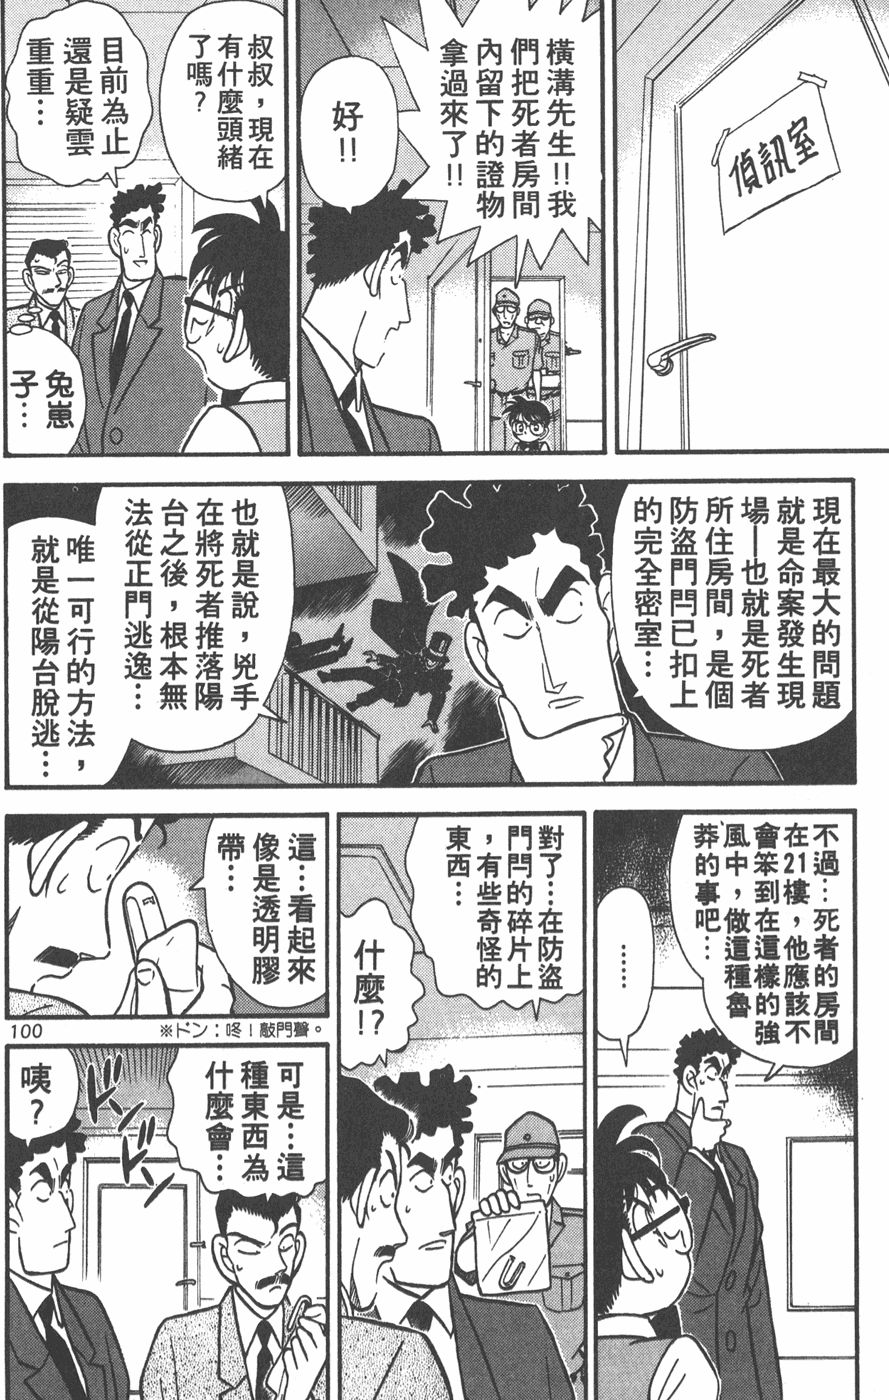 偵訊室
橫溝先生!!我
們把死者房間
內留下的證物
拿過來了!!
好!!
叔叔，現在
有什麼頭緒
了嗎？
目前為止
還是疑雲
重重…
兔崽
子…
現在最大的問題
就是命案發生現
場—也就是死者
所住房間，是個
防盜門閂已扣上
的完全密室…
也就是說，兇手
在將死者推落陽
台之後，根本無
法從正門逃逸…
唯一可行的方法，
就是從陽台脫逃…
不過…死者的房間
在21樓，他應該不
會笨到在這樣的強
風中，做這種魯
莽的事吧…
……
對了…在防盜
門閂的碎片上
，有些奇怪的
東西…
什麼!?
這…看起來
像是透明膠
帶…
可是…這
種東西為
什麼會…
ドンドン
咦？
※ドン：咚！敲門聲。
100